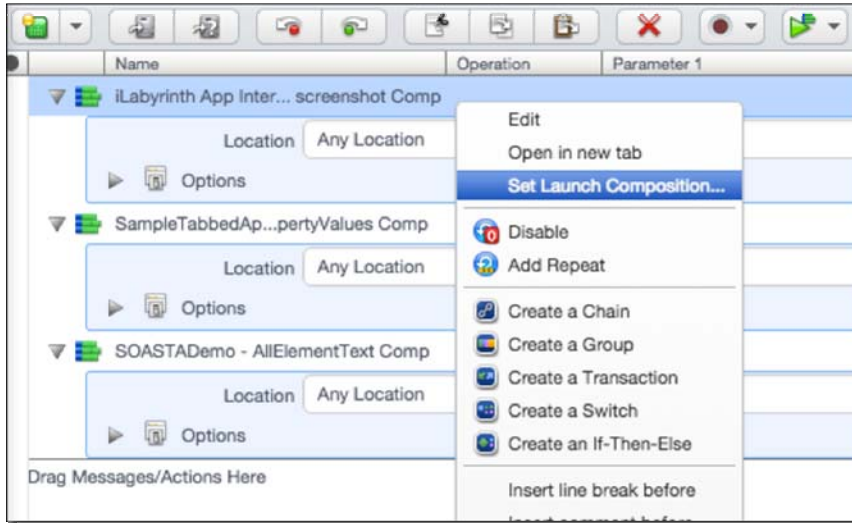 Name Operation Parameter 1
iLabyrinth App Inter... screenshot Comp
Location Any Location
Options
SampleTabbedAp...pertyValues Comp
Location Any Location
Options
SOASTADemo - AllElementText Comp
Location Any Location
Options
Drag Messages/Actions Here
Edit
Open in new tab
Set Launch Composition...
Disable
Add Repeat
Create a Chain
Create a Group
Create a Transaction
Create a Switch
Create an If-Then-Else
Insert line break before
Insert comment before